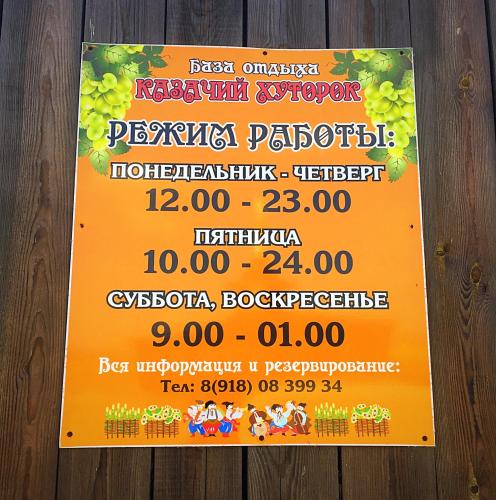 База отдыха
КАЗАЧИЙ ХУТОРОК
РЕЖИМ РАБОТЫ:
ПОНЕДЕЛЬНИК - ЧЕТВЕРГ
12.00 - 23.00
ПЯТНИЦА
10.00 - 24.00
СУББОТА, ВОСКРЕСЕНЬЕ
9.00 - 01.00
Вся информация и резервирование:
Тел: 8(918) 08 399 34